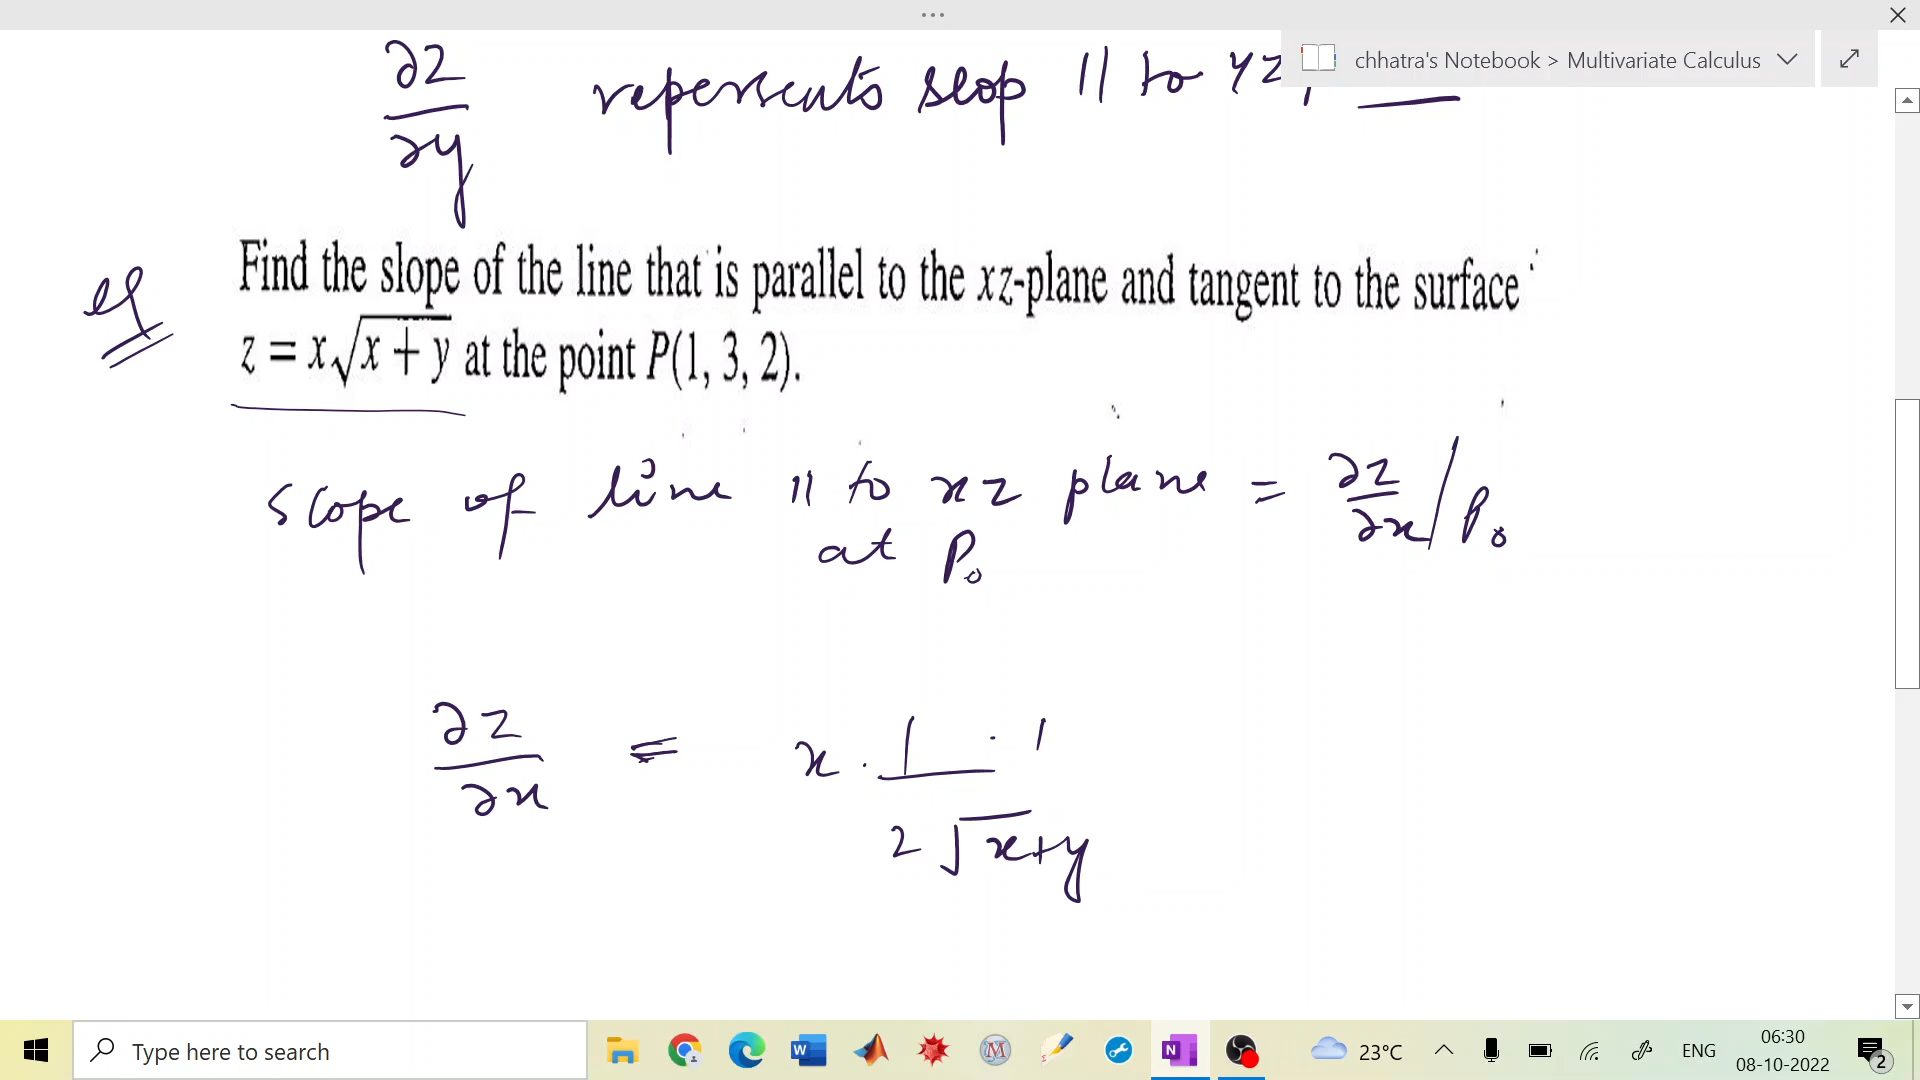 chhatra's Notebook > Multivariate Calculus
∂z/∂y repersents slop || to YZ,
eg
Find the slope of the line that is parallel to the xz-plane and tangent to the surface
z = x√(x + y) at the point P(1, 3, 2).
slope of line || to xz plane = ∂z/∂x / P₀
at P₀
∂z/∂x = x · 1/(2√x+y) · 1
Type here to search
23°C
ENG
06:30
08-10-2022
2